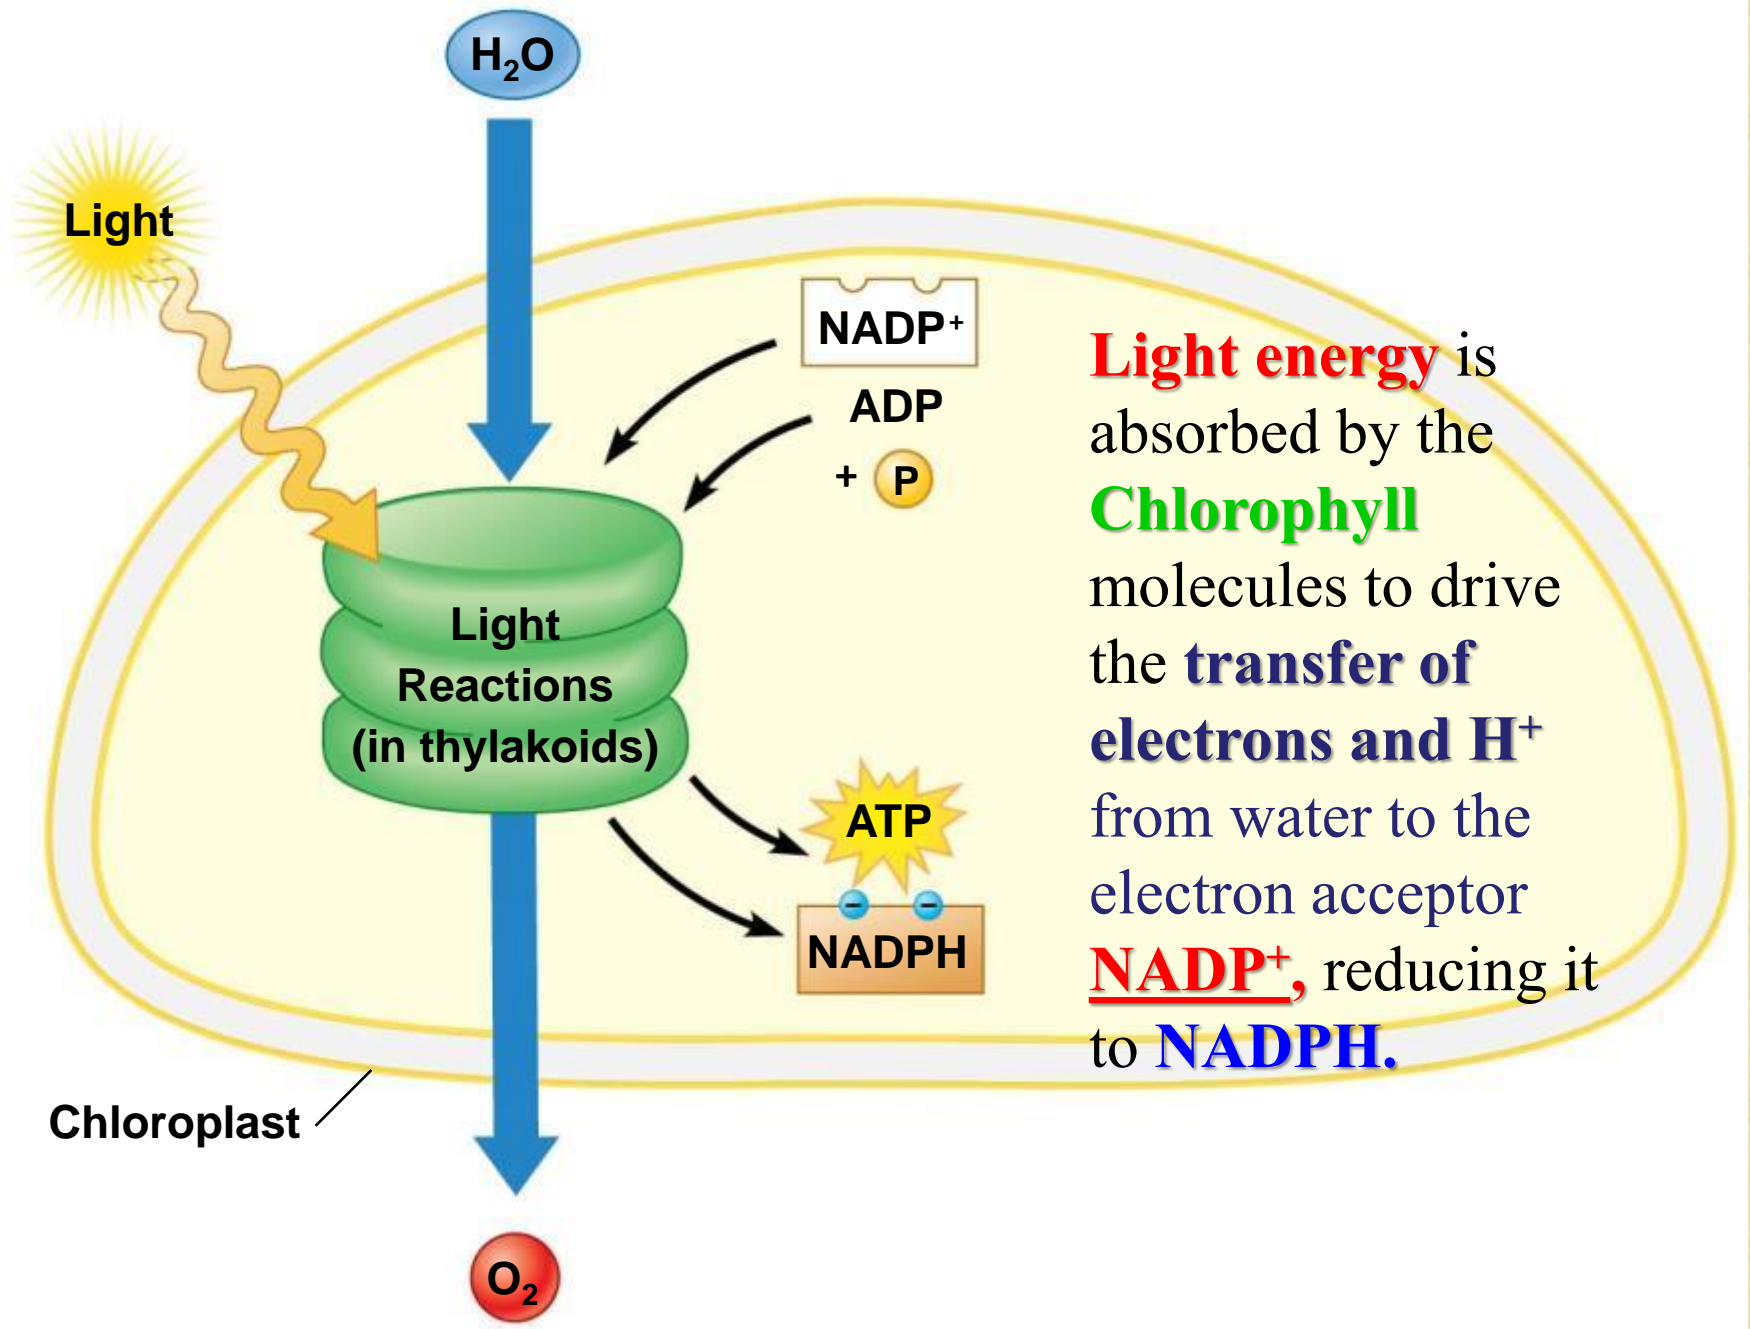 H₂O
Light
NADP⁺
ADP
+ P
Light energy is
absorbed by the
Chlorophyll
molecules to drive
the transfer of
electrons and H⁺
from water to the
electron acceptor
NADP⁺, reducing it
to NADPH.
Light
Reactions
(in thylakoids)
ATP
- -
NADPH
Chloroplast
O₂